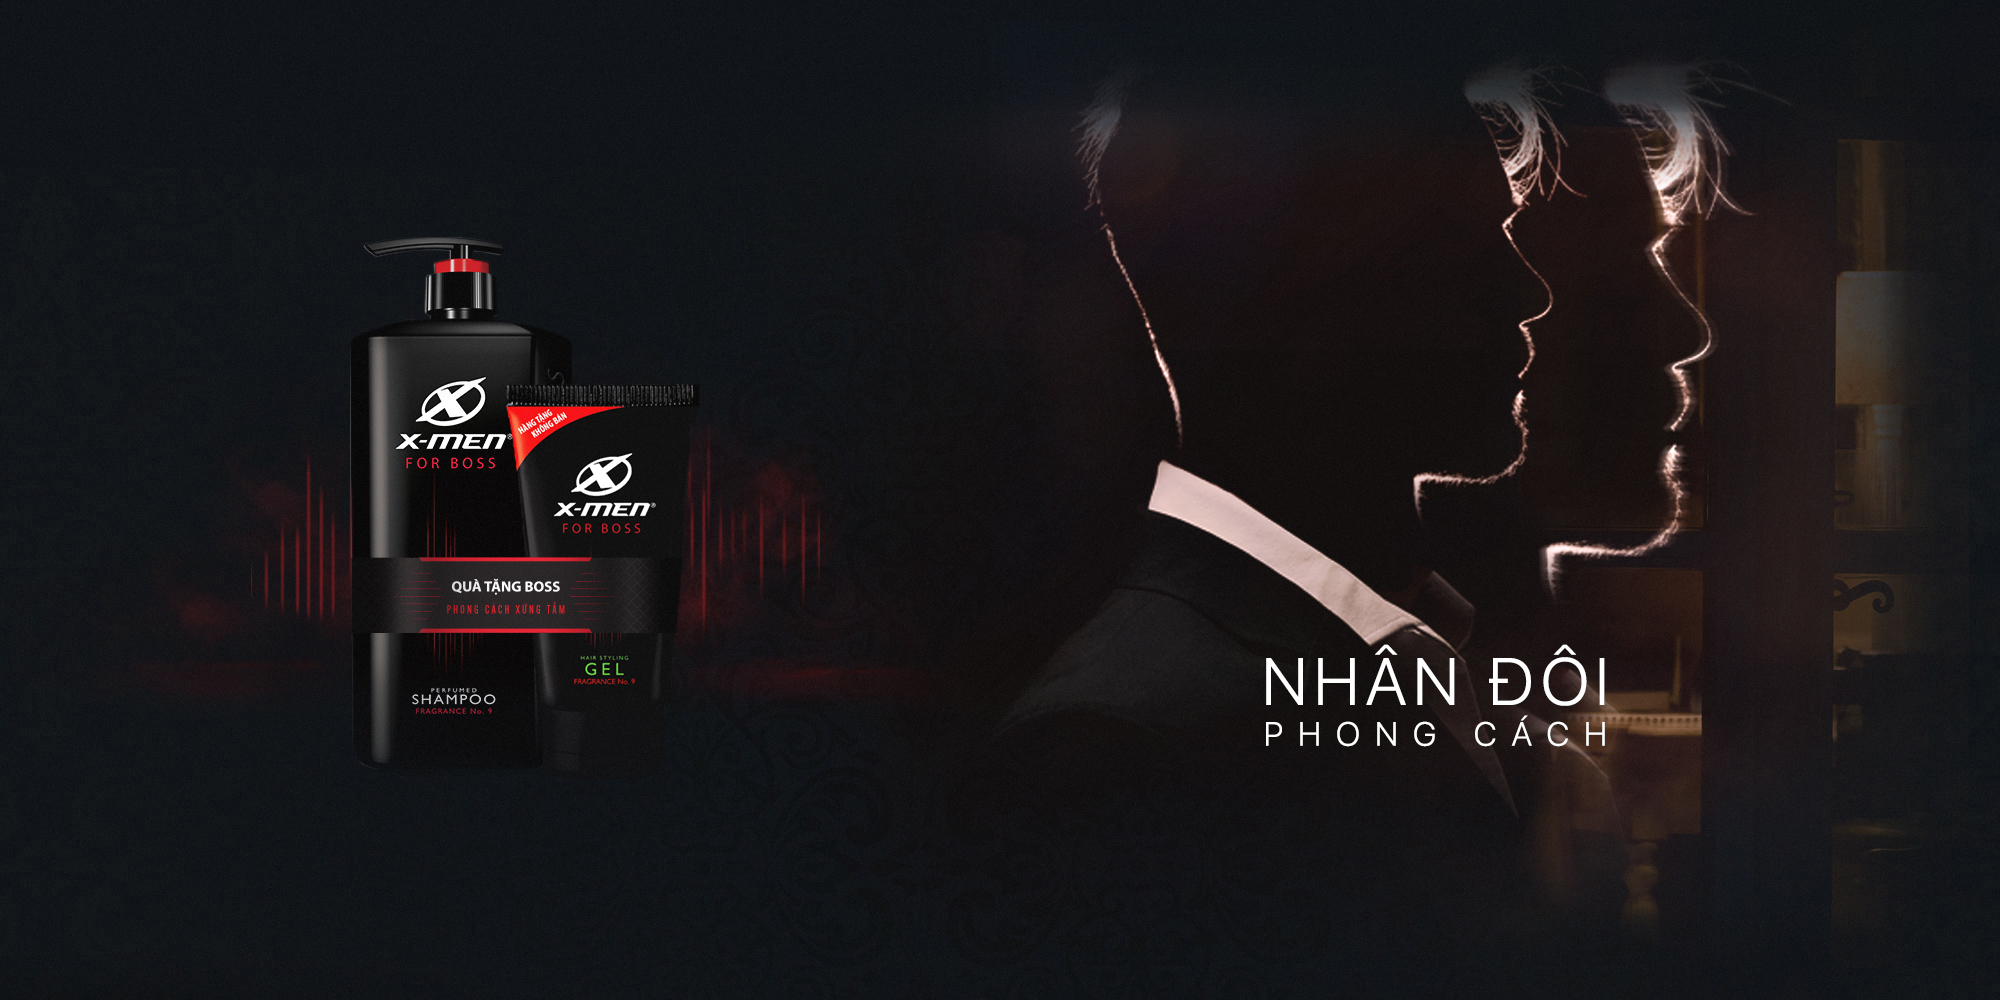 X-MEN®
FOR BOSS
HÀNG TẶNG
KHÔNG BÁN
X-MEN®
FOR BOSS
QUÀ TẶNG BOSS
PHONG CÁCH XỨNG TẦM
HAIR STYLING
GEL
FRAGRANCE No. 9
PERFUMED
SHAMPOO
FRAGRANCE No. 9
NHÂN ĐÔI
PHONG CÁCH